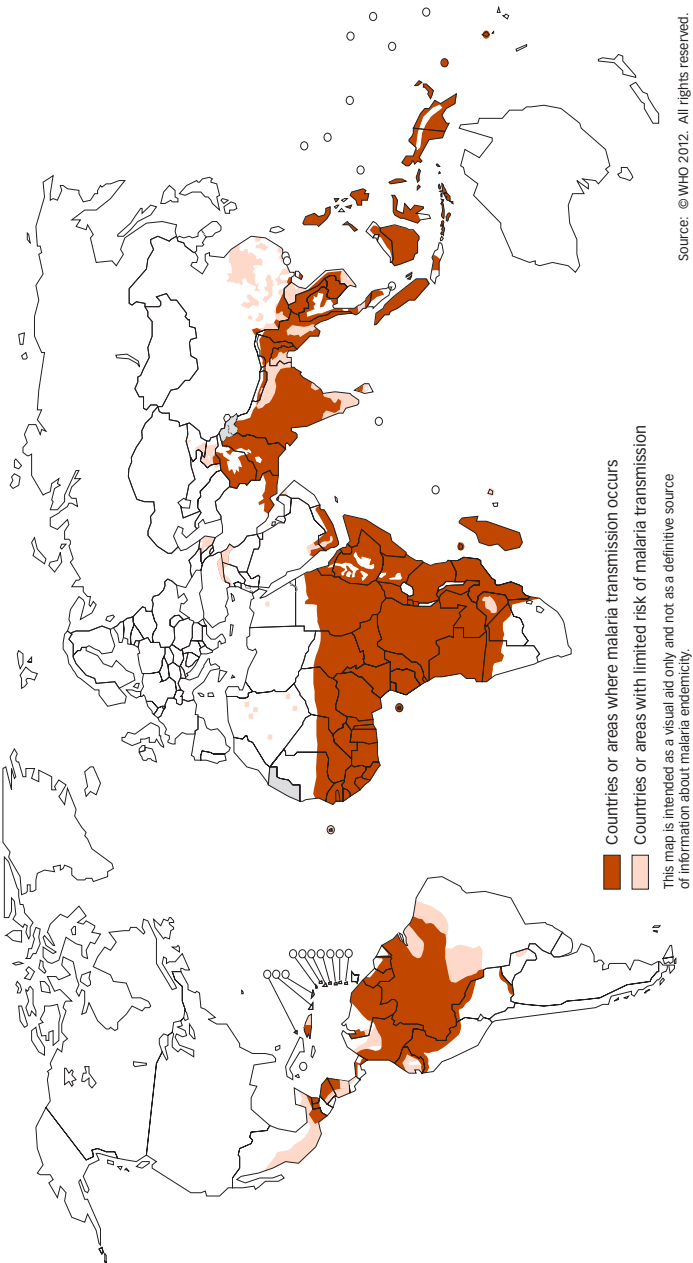 Countries or areas where malaria transmission occurs
Countries or areas with limited risk of malaria transmission
This map is intended as a visual aid only and not as a definitive source
of information about malaria endemicity.
Source: © WHO 2012. All rights reserved.